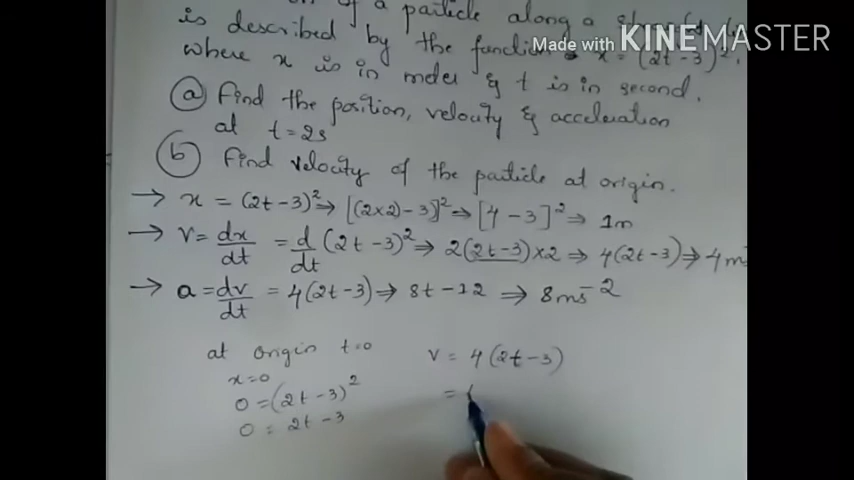 of a particle along a
is described by the function x = (2t-3)².
Made with KINEMASTER
where x is in meter & t is in second.
(a) Find the position, velocity & acceleration
at t=2s
(b) Find velocity of the particle at origin.
→ x = (2t-3)² ⇒ [(2×2)-3]² ⇒ [4-3]² ⇒ 1m
→ v = dx/dt = d/dt (2t-3)² ⇒ 2(2t-3)×2 ⇒ 4(2t-3) ⇒ 4m
→ a = dv/dt = 4(2t-3) ⇒ 8t-12 ⇒ 8ms⁻²
at origin t=0
x=0
0 = (2t-3)²
0 = 2t-3
v = 4(2t-3)
=